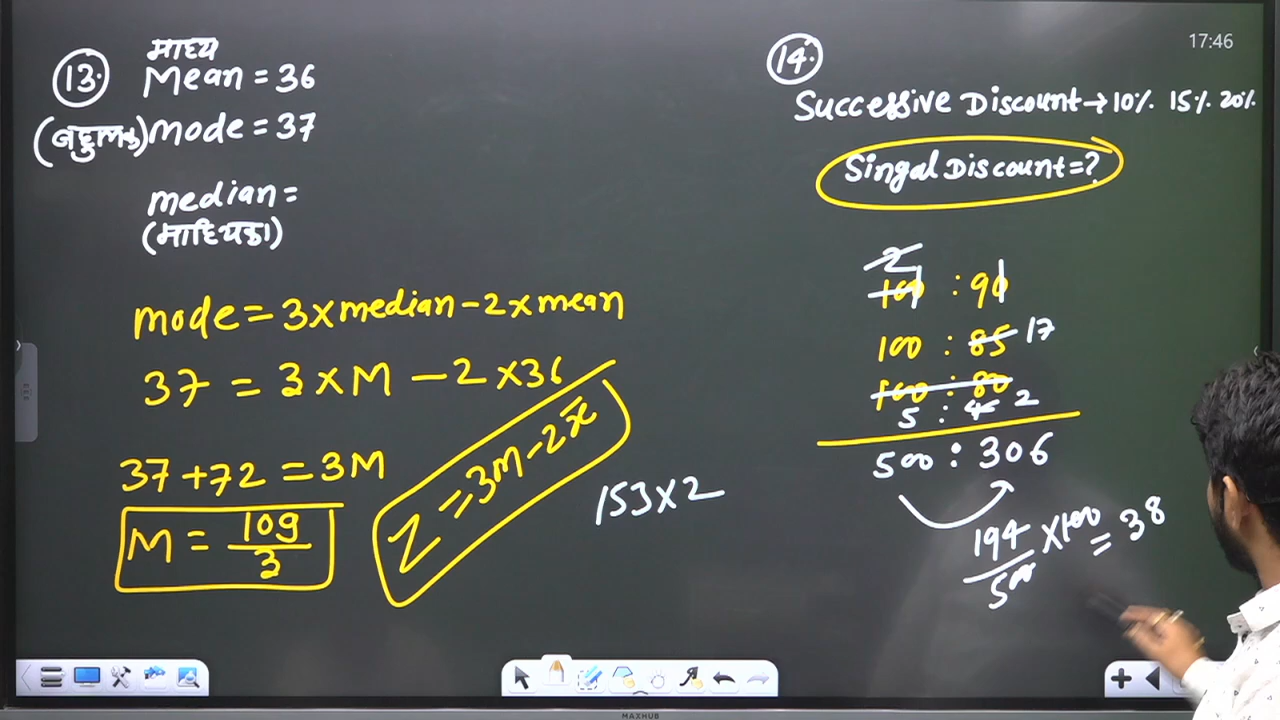 13.
माध्य
Mean = 36
(बहुलक) mode = 37
median =
(माध्यिका)
mode = 3 × median - 2 × mean
37 = 3 × M - 2 × 36
37 + 72 = 3M
M = 109/3
Z = 3M - 2x̄
153 × 2
17:46
14.
Successive Discount → 10% 15% 20%
Singal Discount = ?
2
100 : 90
100 : 85 17
100 : 80
5 : 4 2
500 : 306
194/500 × 100 = 38
MAXHUB